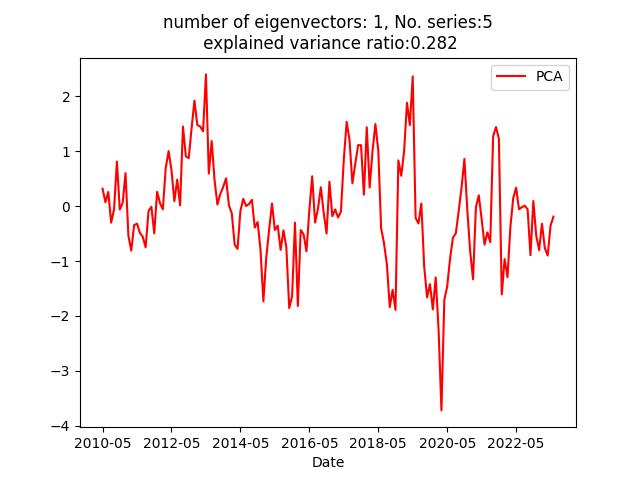 number of eigenvectors: 1, No. series:5
explained variance ratio:0.282
PCA
2
1
0
−1
−2
−3
−4
2010-05 2012-05 2014-05 2016-05 2018-05 2020-05 2022-05
Date